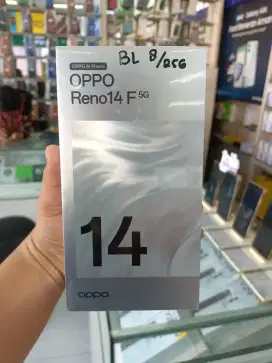 BL 8/256
OPPO AI Phone
OPPO
Reno14 F 5G
14
oppo